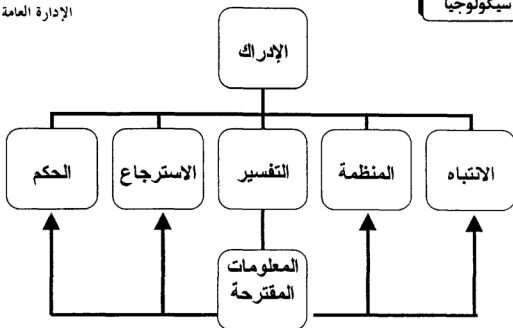 سيكولوجيا
الإدارة العامة
الإدراك
الانتباه
المنظمة
التفسير
الاسترجاع
الحكم
المعلومات
المقترحة